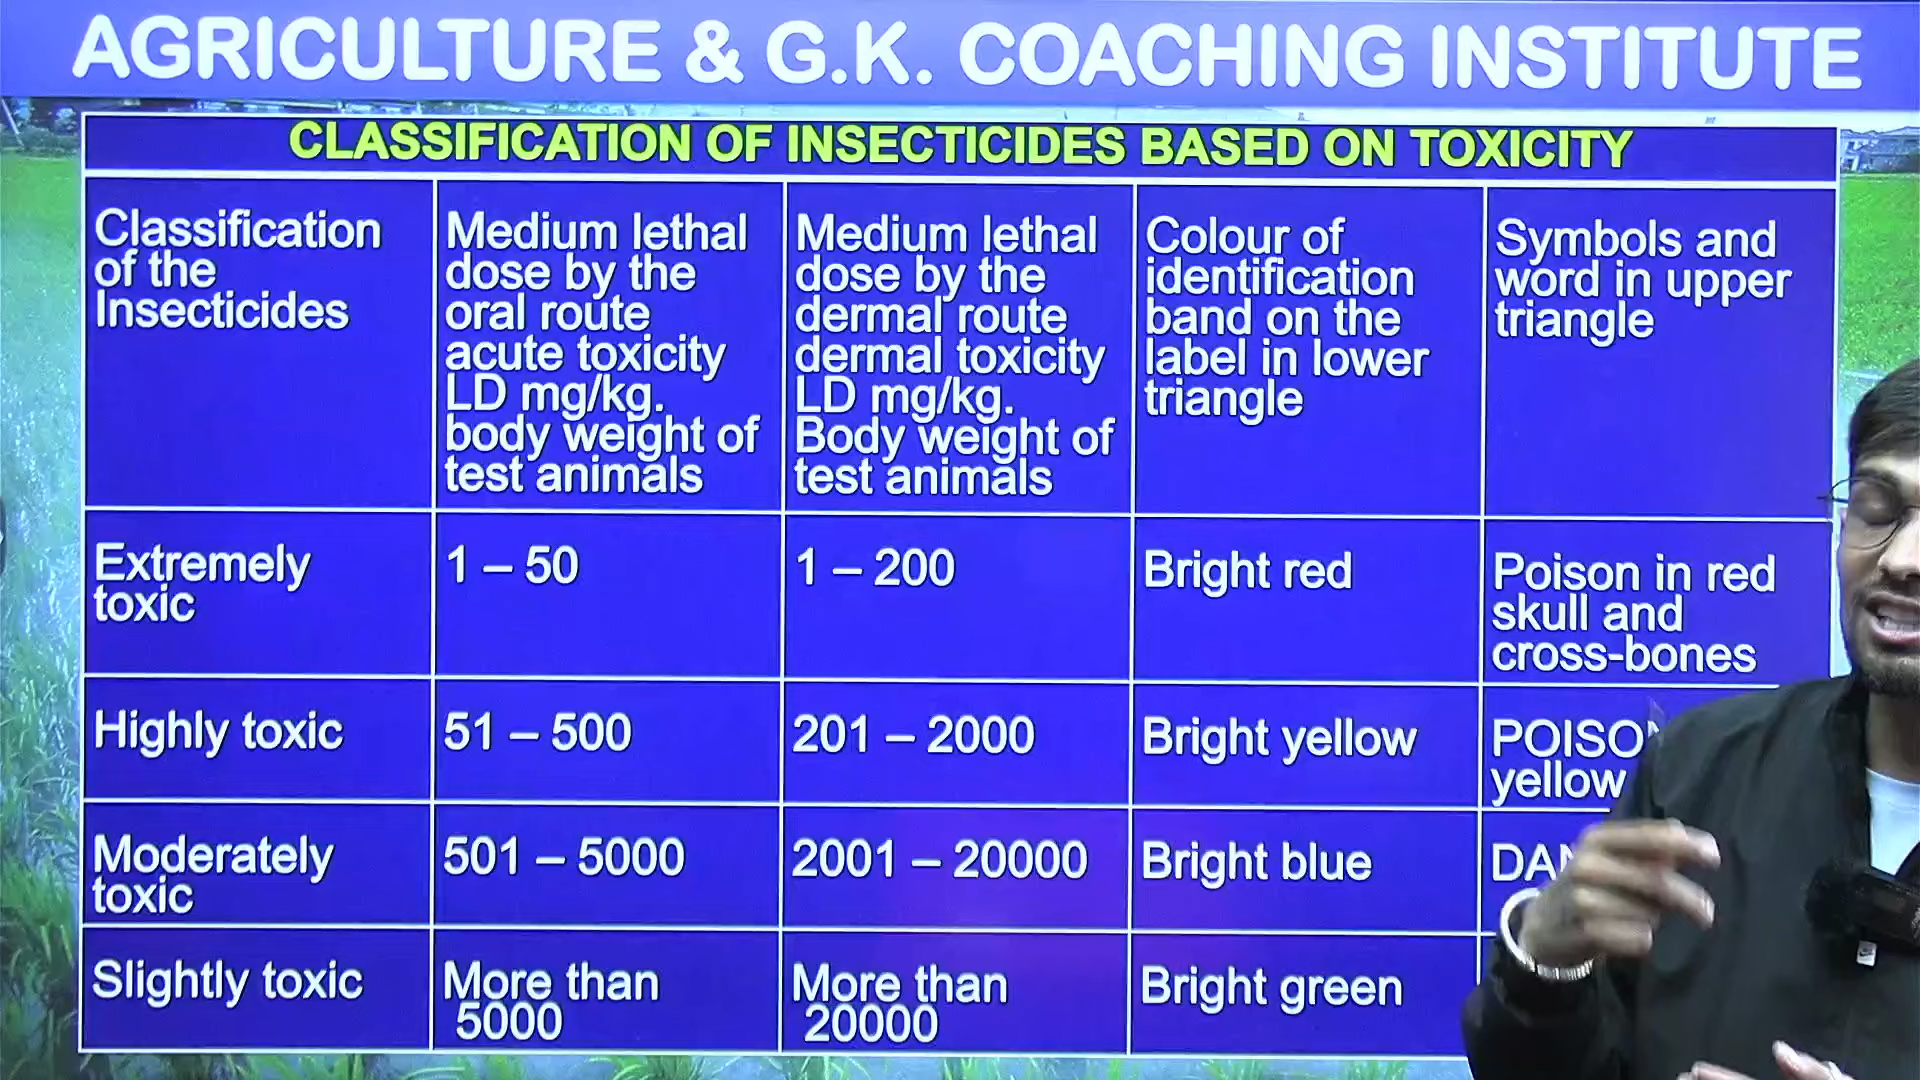 AGRICULTURE & G.K. COACHING INSTITUTE
CLASSIFICATION OF INSECTICIDES BASED ON TOXICITY
Classification
of the
Insecticides
Medium lethal
dose by the
oral route
acute toxicity
LD mg/kg.
body weight of
test animals
Medium lethal
dose by the
dermal route
dermal toxicity
LD mg/kg.
Body weight of
test animals
Colour of
identification
band on the
label in lower
triangle
Symbols and
word in upper
triangle
Extremely
toxic
1 – 50
1 – 200
Bright red
Poison in red
skull and
cross-bones
Highly toxic
51 – 500
201 – 2000
Bright yellow
yellow
Moderately
toxic
501 – 5000
2001 – 20000
Bright blue
Slightly toxic
More than
5000
More than
20000
Bright green